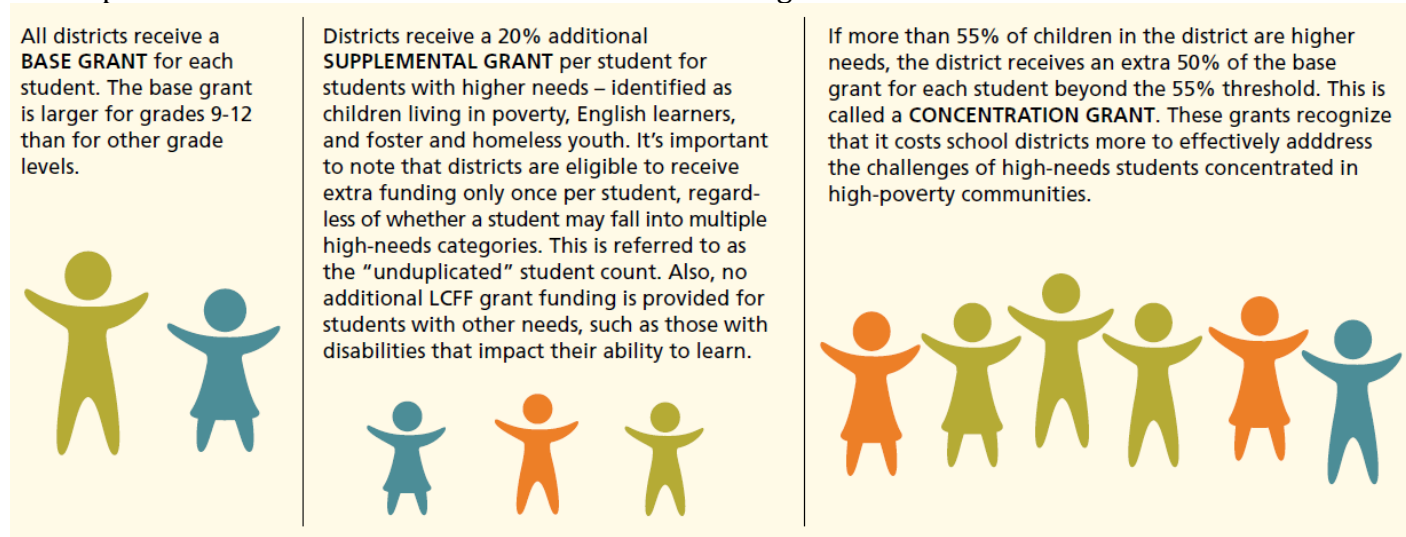 All districts receive a
BASE GRANT for each
student. The base grant
is larger for grades 9-12
than for other grade
levels.
Districts receive a 20% additional
SUPPLEMENTAL GRANT per student for
students with higher needs – identified as
children living in poverty, English learners,
and foster and homeless youth. It’s important
to note that districts are eligible to receive
extra funding only once per student, regard-
less of whether a student may fall into multiple
high-needs categories. This is referred to as
the “unduplicated” student count. Also, no
additional LCFF grant funding is provided for
students with other needs, such as those with
disabilities that impact their ability to learn.
If more than 55% of children in the district are higher
needs, the district receives an extra 50% of the base
grant for each student beyond the 55% threshold. This is
called a CONCENTRATION GRANT. These grants recognize
that it costs school districts more to effectively adddress
the challenges of high-needs students concentrated in
high-poverty communities.